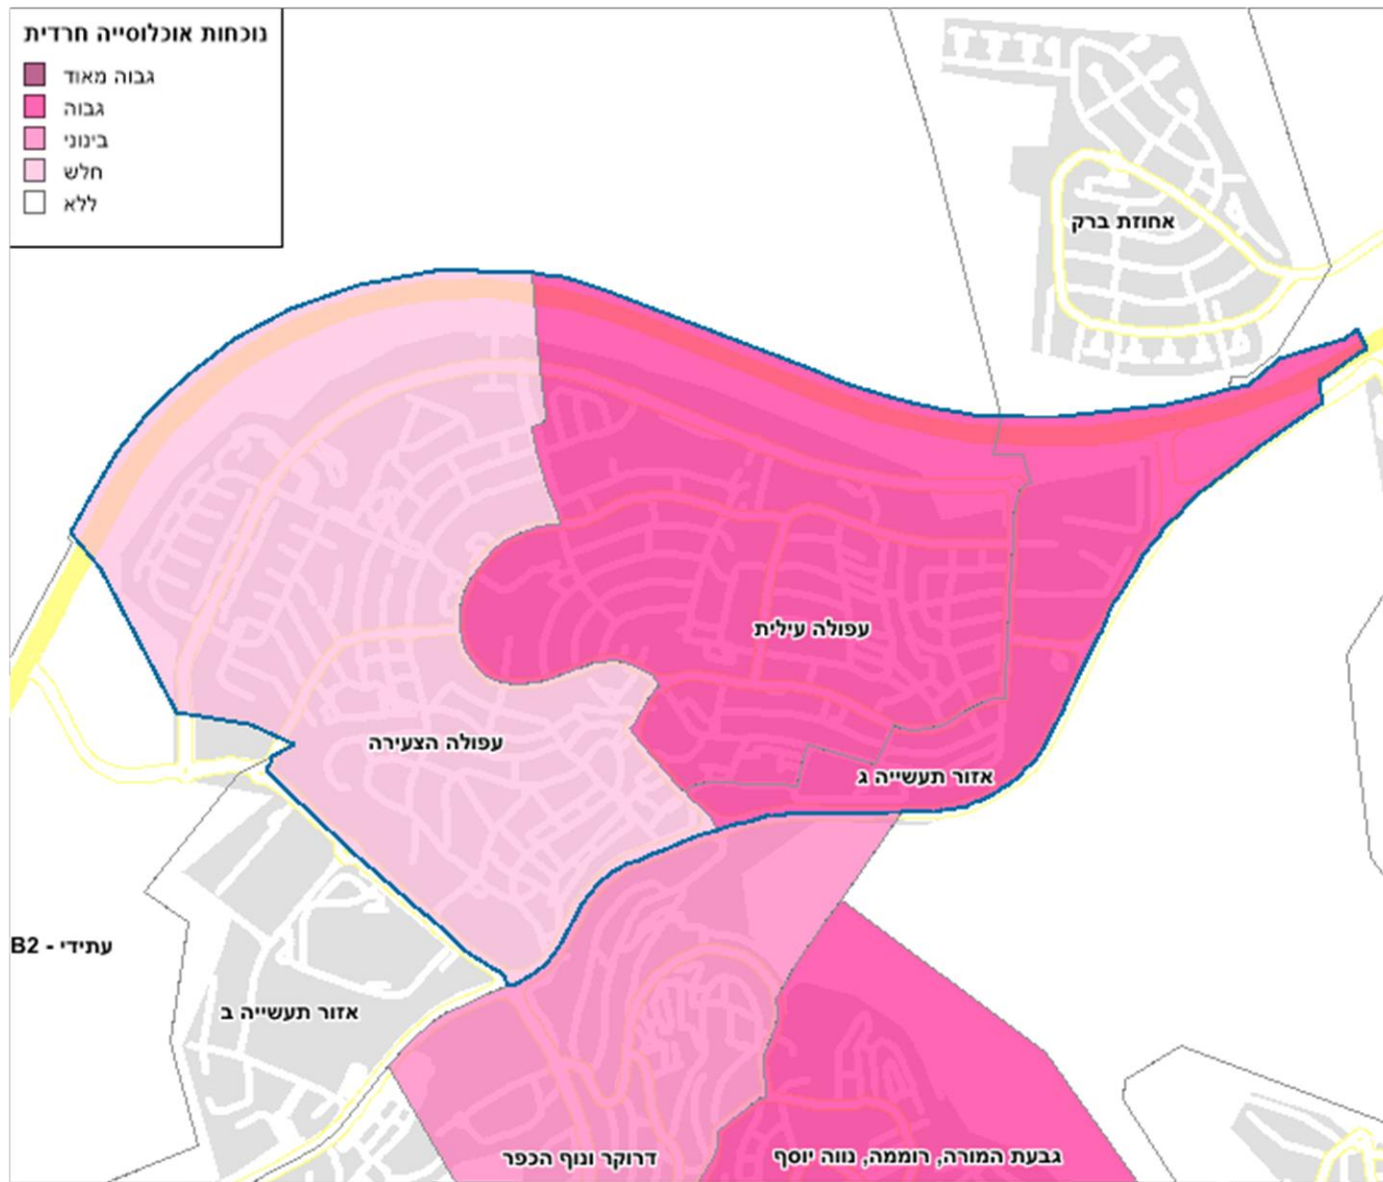 נוכחות אוכלוסייה חרדית
גבוה מאוד
גבוה
בינוני
חלש
ללא
אחוזת ברק
עפולה עילית
עפולה הצעירה
אזור תעשייה ג
עתידי - B2
אזור תעשייה ב
דרוקר ונוף הכפר
גבעת המורה, רוממה, נווה יוסף